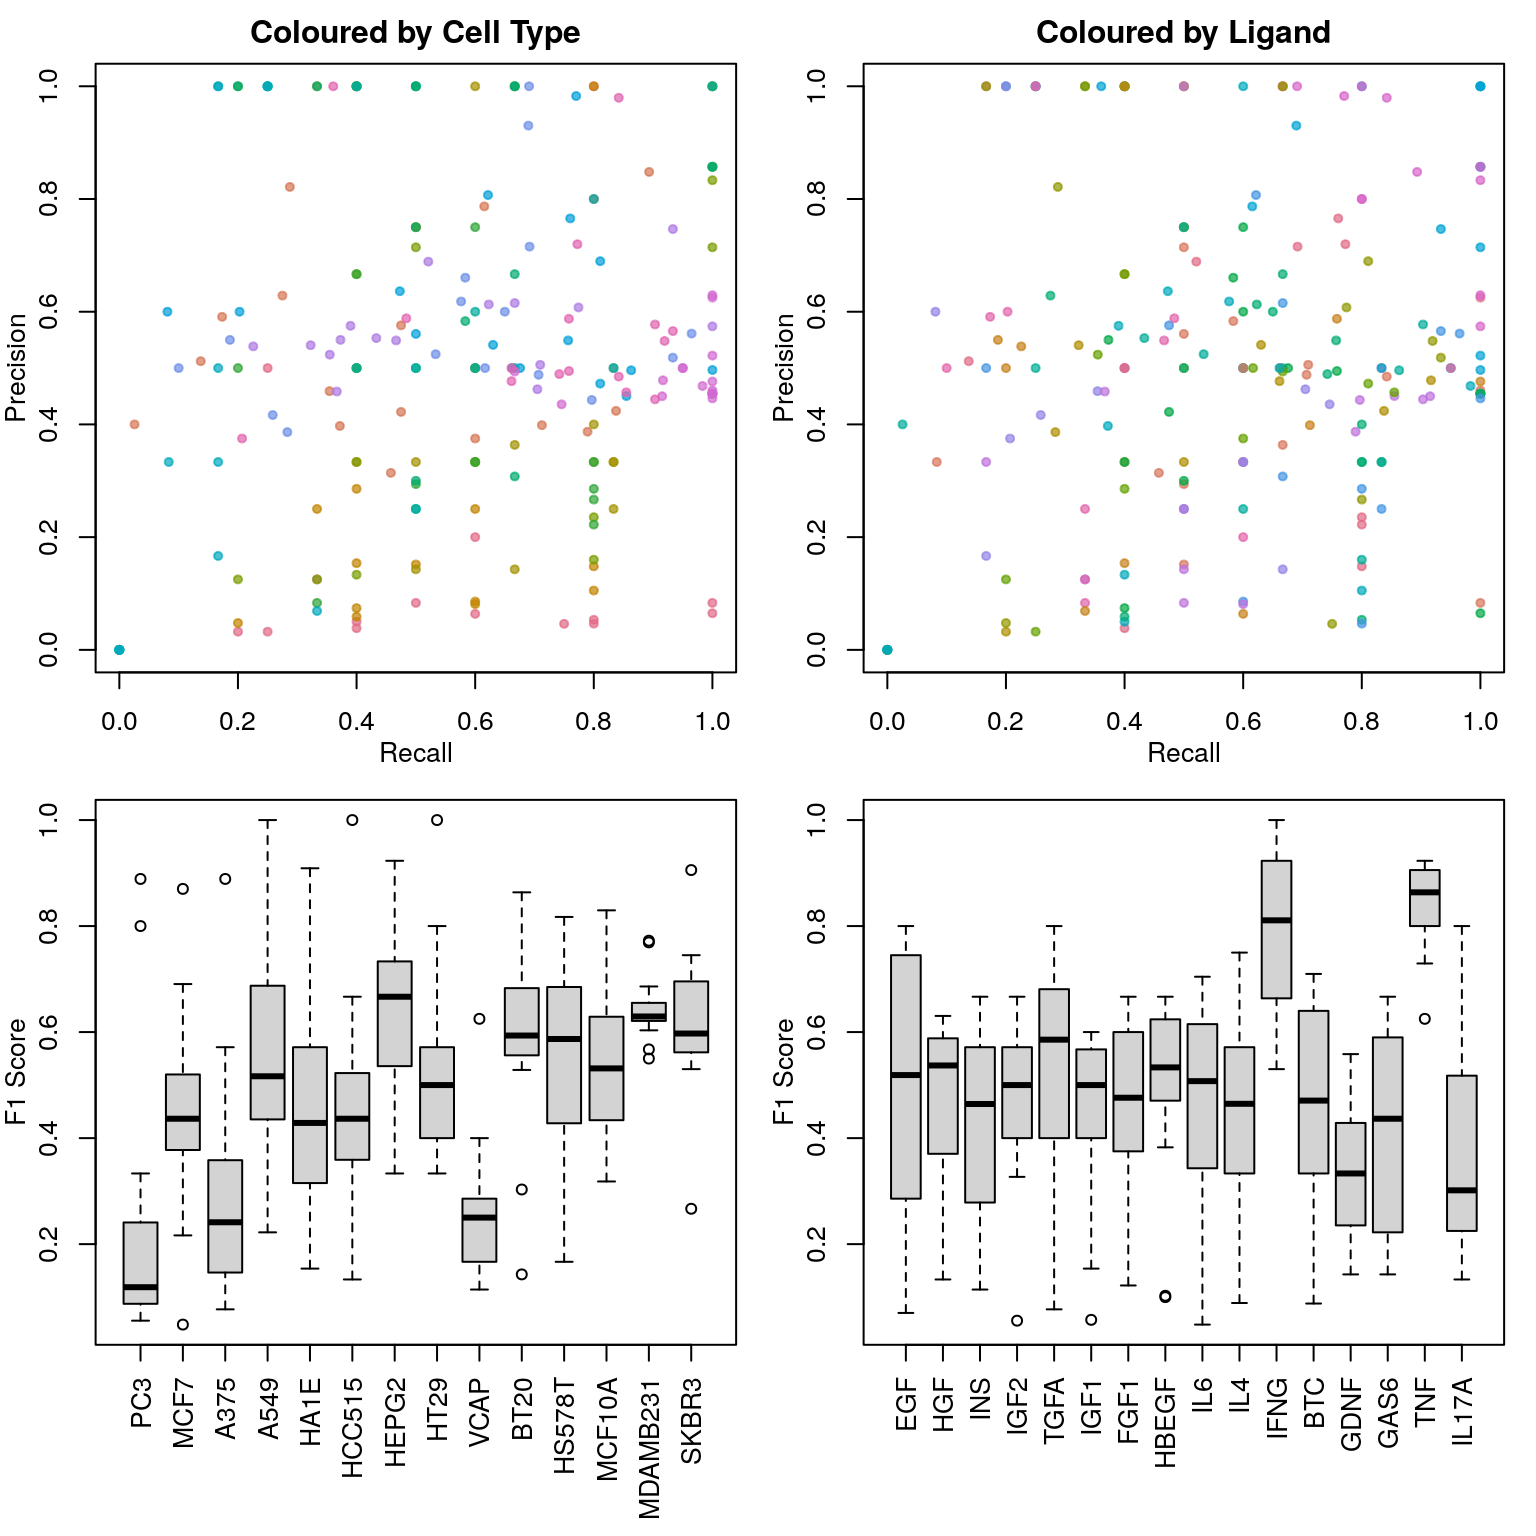 Coloured by Cell Type
Precision
0.0 0.2 0.4 0.6 0.8 1.0
0.0 0.2 0.4 0.6 0.8 1.0
Recall
Coloured by Ligand
Precision
0.0 0.2 0.4 0.6 0.8 1.0
0.0 0.2 0.4 0.6 0.8 1.0
Recall
F1 Score
0.2 0.4 0.6 0.8 1.0
PC3
MCF7
A375
A549
HA1E
HCC515
HEPG2
HT29
VCAP
BT20
HS578T
MCF10A
MDAMB231
SKBR3
F1 Score
0.2 0.4 0.6 0.8 1.0
EGF
HGF
INS
IGF2
TGFA
IGF1
FGF1
HBEGF
IL6
IL4
IFNG
BTC
GDNF
GAS6
TNF
IL17A